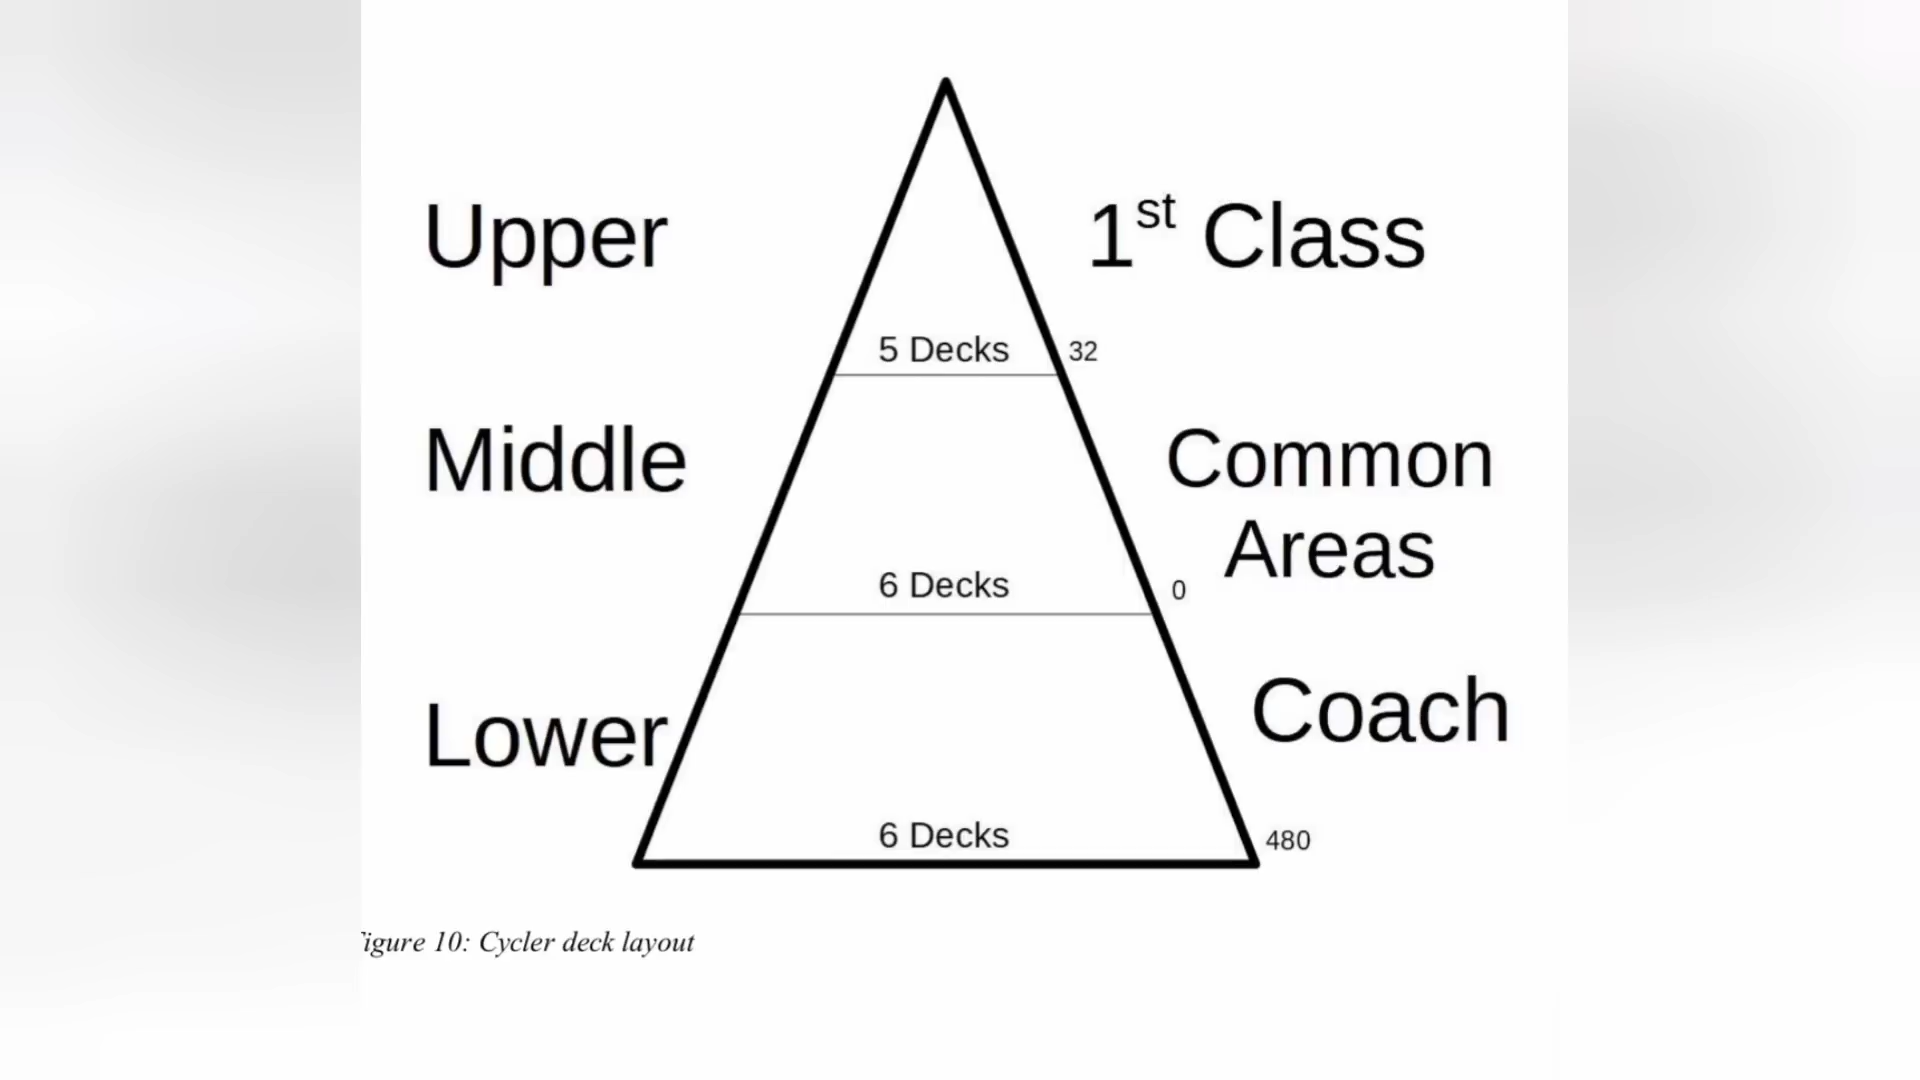 Upper
1st Class
5 Decks
32
Middle
Common
Areas
6 Decks
0
Lower
Coach
6 Decks
480
igure 10: Cycler deck layout